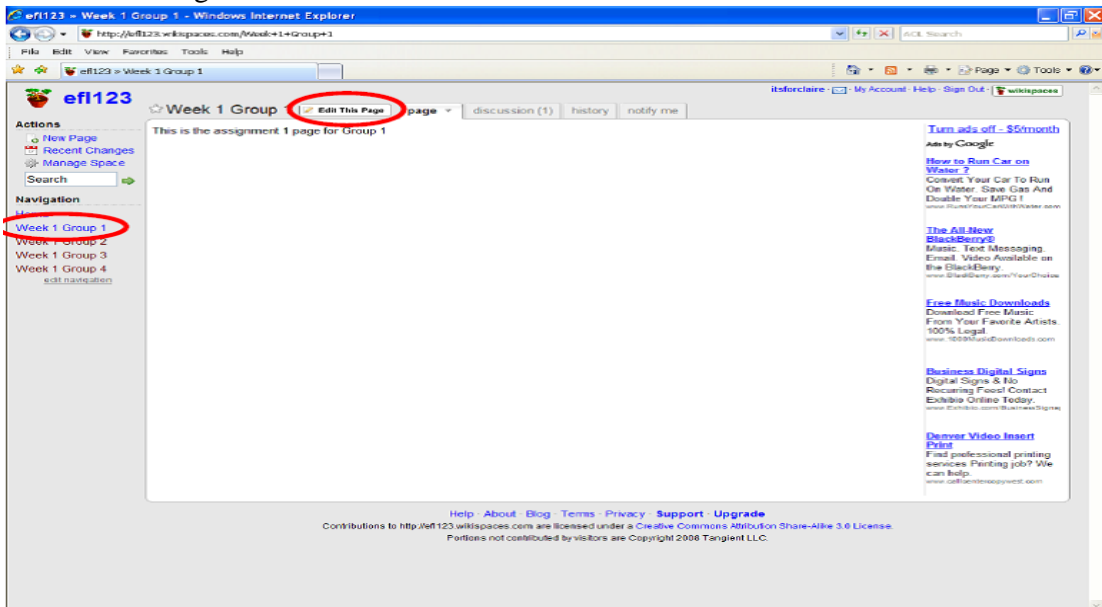 efl123 » Week 1 Group 1 - Windows Internet Explorer
http://efl123.wikispaces.com/Week+1+Group+1
AOL Search
File Edit View Favorites Tools Help
efl123 » Week 1 Group 1
Page Tools
itsforclaire · My Account · Help · Sign Out · wikispaces
efl123
Week 1 Group Edit This Page page discussion (1) history notify me
Actions
New Page
Recent Changes
Manage Space
Search
Navigation
Week 1 Group 1
Week 1 Group 2
Week 1 Group 3
Week 1 Group 4
edit navigation
This is the assignment 1 page for Group 1
Turn ads off - $5/month
Ads by Google
How to Run Car on
Water ?
Convert Your Car To Run
On Water. Save Gas And
Double Your MPG !
www.RunsYourCarWithWater.com
The All-New
BlackBerry®
Music. Text Messaging.
Email. Video Available on
the BlackBerry.
www.BlackBerry.com/YourChoice
Free Music Downloads
Download Free Music
From Your Favorite Artists.
100% Legal.
www.1000MusicDownloads.com
Business Digital Signs
Digital Signs & No
Recurring Fees! Contact
Exhibio Online Today.
Denver Video Insert
Print
Find professional printing
services Printing job? We
can help.
Help · About · Blog · Terms · Privacy · Support · Upgrade
Contributions to http://efl123.wikispaces.com are licensed under a Creative Commons Attribution Share-Alike 3.0 License.
Portions not contributed by visitors are Copyright 2008 Tangient LLC.